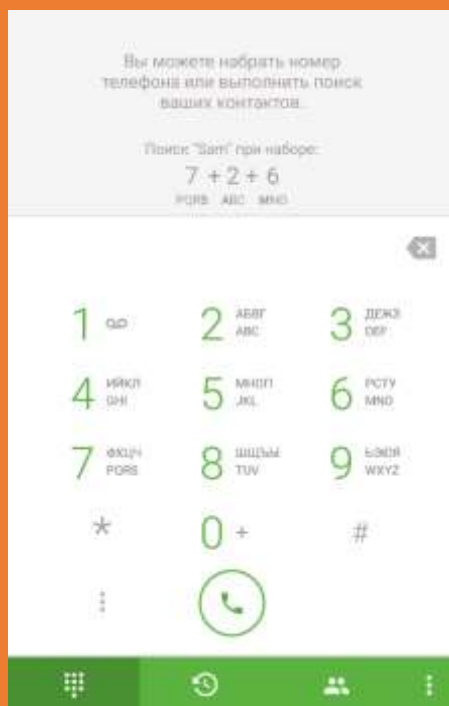 Вы можете набрать номер
телефона или выполнить поиск
ваших контактов.
Поиск "Sam" при наборе:
7 + 2 + 6
PQRS ABC MNO
1
2 АБВГ ABC
3 ДЕЖЗ DEF
4 ИЙКЛ GHI
5 МНОП JKL
6 РСТУ MNO
7 ФХЦЧ PQRS
8 ШЩЪЫ TUV
9 ЬЭЮЯ WXYZ
*
0 +
#